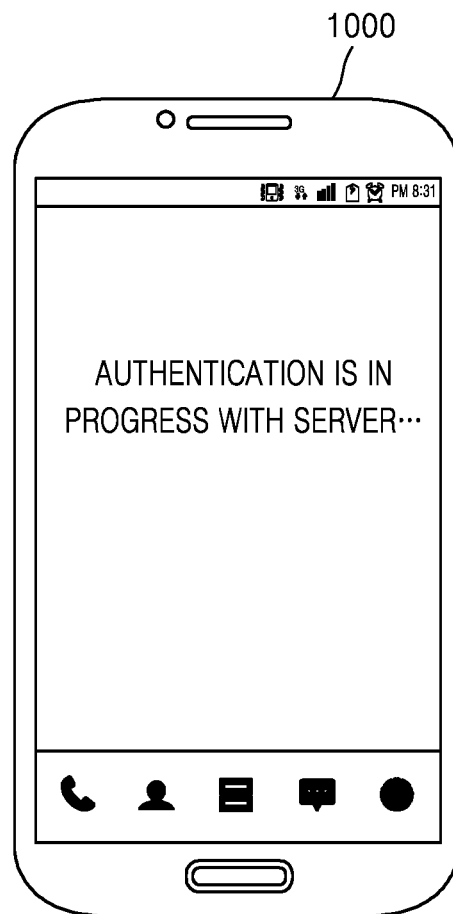 1000
3G PM 8:31
AUTHENTICATION IS IN
PROGRESS WITH SERVER···